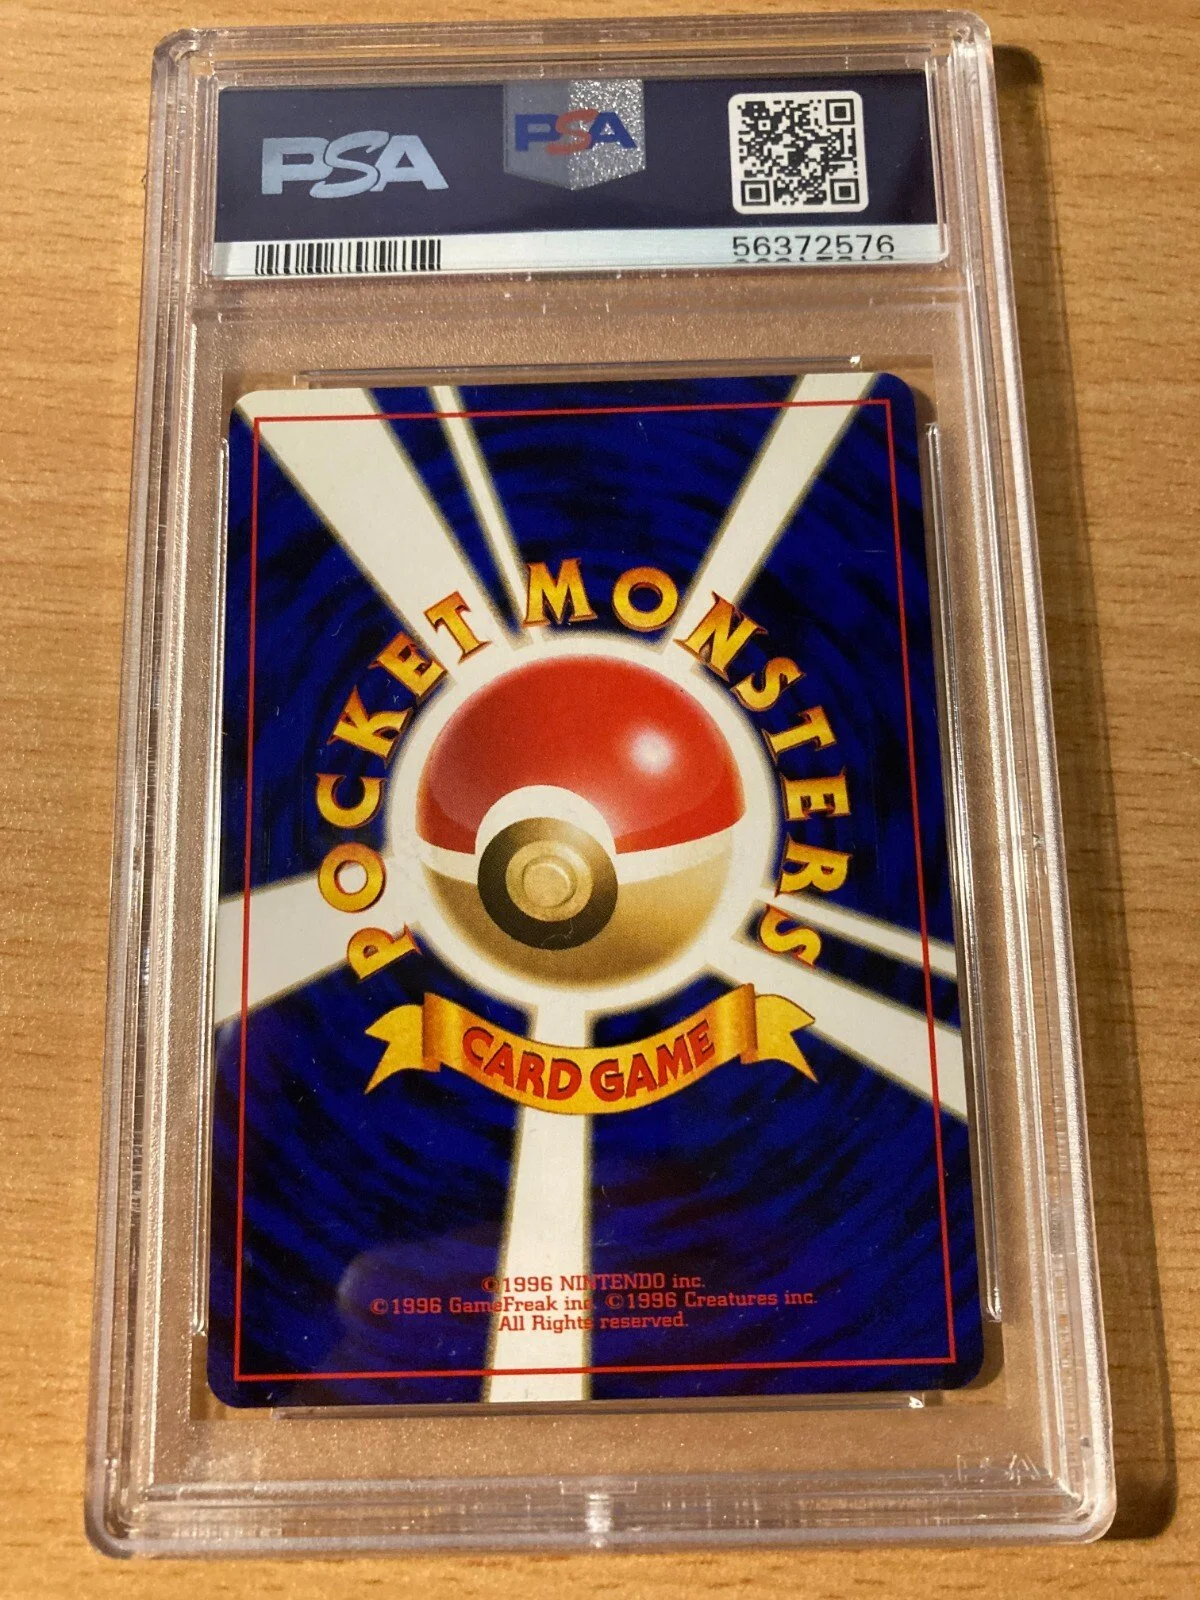 PSA
PSA
56372576
POCKET MONSTERS
CARD GAME
©1996 NINTENDO inc.
©1996 GameFreak inc. ©1996 Creatures inc.
All Rights reserved.
PSA